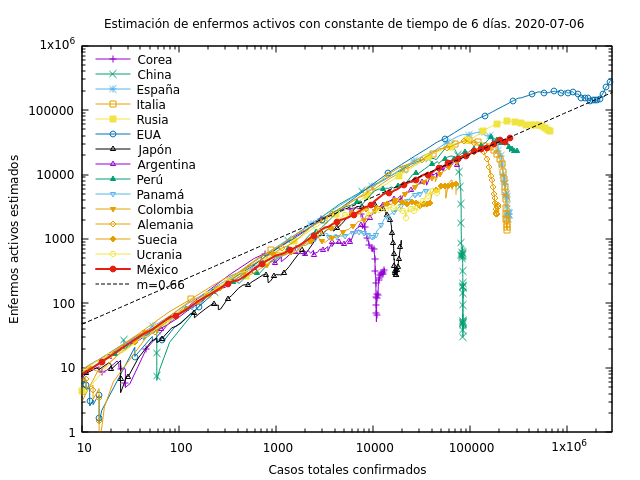 Estimación de enfermos activos con constante de tiempo de 6 días. 2020-07-06
Enfermos activos estimados
1x10⁶
100000
10000
1000
100
10
1
Corea
China
España
Italia
Rusia
EUA
Japón
Argentina
Perú
Panamá
Colombia
Alemania
Suecia
Ucrania
México
m=0.66
10 100 1000 10000 100000 1x10⁶
Casos totales confirmados